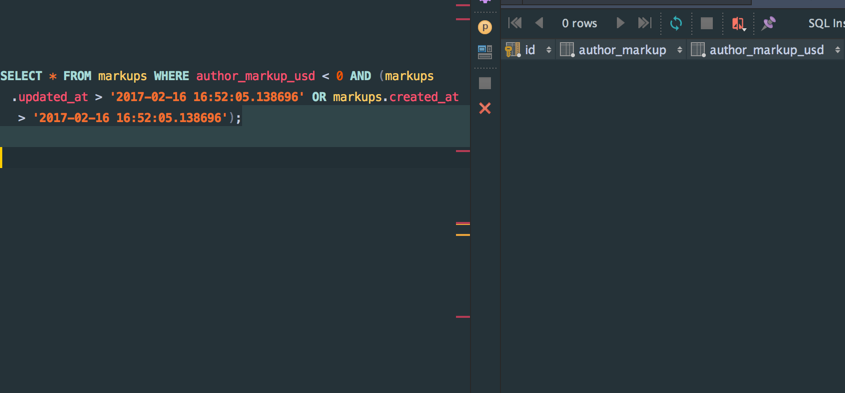 0 rows
SQL Ins
id author_markup author_markup_usd
SELECT * FROM markups WHERE author_markup_usd < 0 AND (markups
.updated_at > '2017-02-16 16:52:05.138696' OR markups.created_at
> '2017-02-16 16:52:05.138696');
P